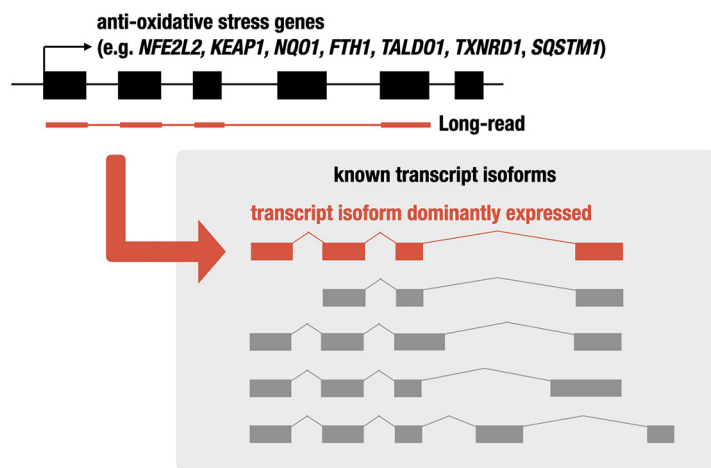 anti-oxidative stress genes
(e.g. NFE2L2, KEAP1, NQO1, FTH1, TALDO1, TXNRD1, SQSTM1)
Long-read
known transcript isoforms
transcript isoform dominantly expressed